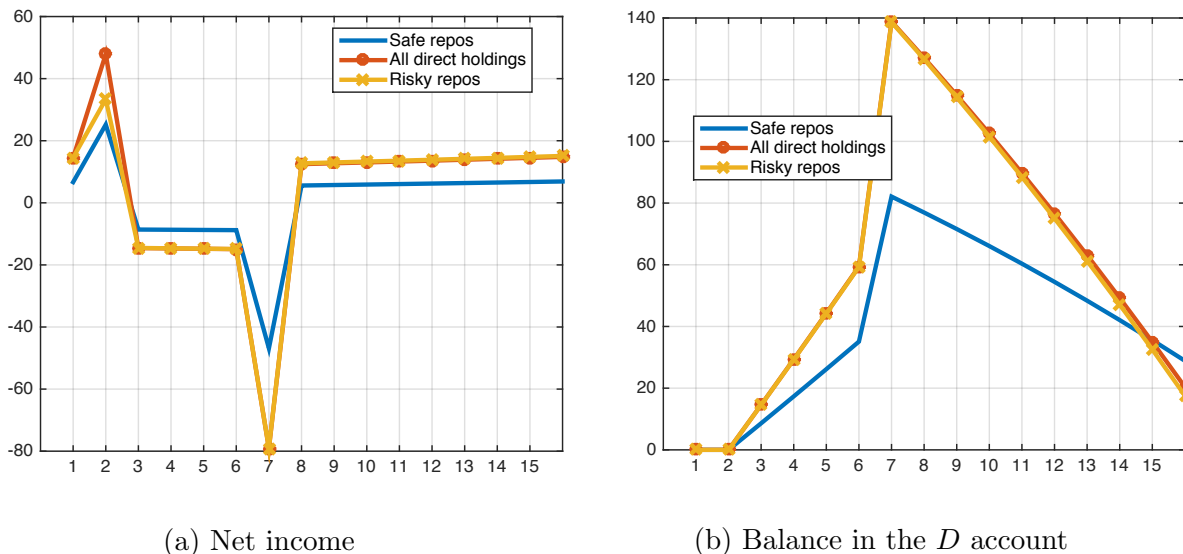 60
40
20
0
-20
-40
-60
-80
1 2 3 4 5 6 7 8 9 10 11 12 13 14 15
Safe repos
All direct holdings
Risky repos
(a) Net income
140
120
100
80
60
40
20
0
1 2 3 4 5 6 7 8 9 10 11 12 13 14 15
Safe repos
All direct holdings
Risky repos
(b) Balance in the D account